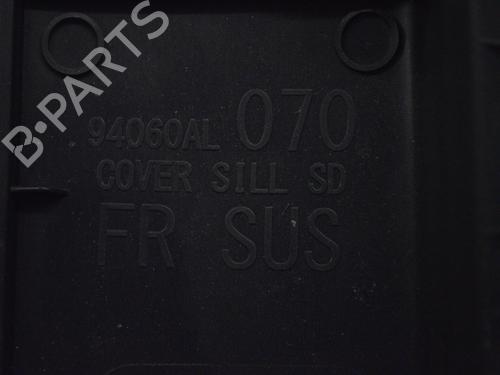 B-PARTS
94060AL 070
COVER SILL SD
FR SUS